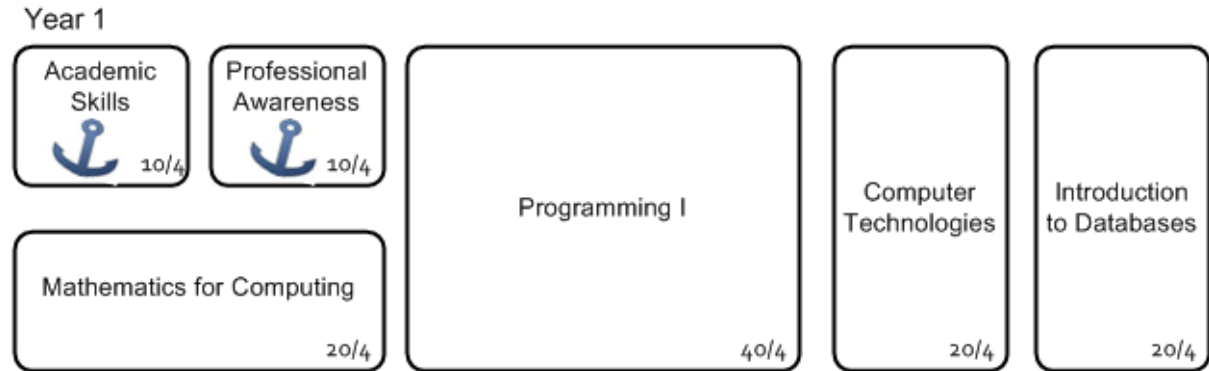 Year 1
Academic
Skills
10/4
Professional
Awareness
10/4
Mathematics for Computing
20/4
Programming I
40/4
Computer
Technologies
20/4
Introduction
to Databases
20/4